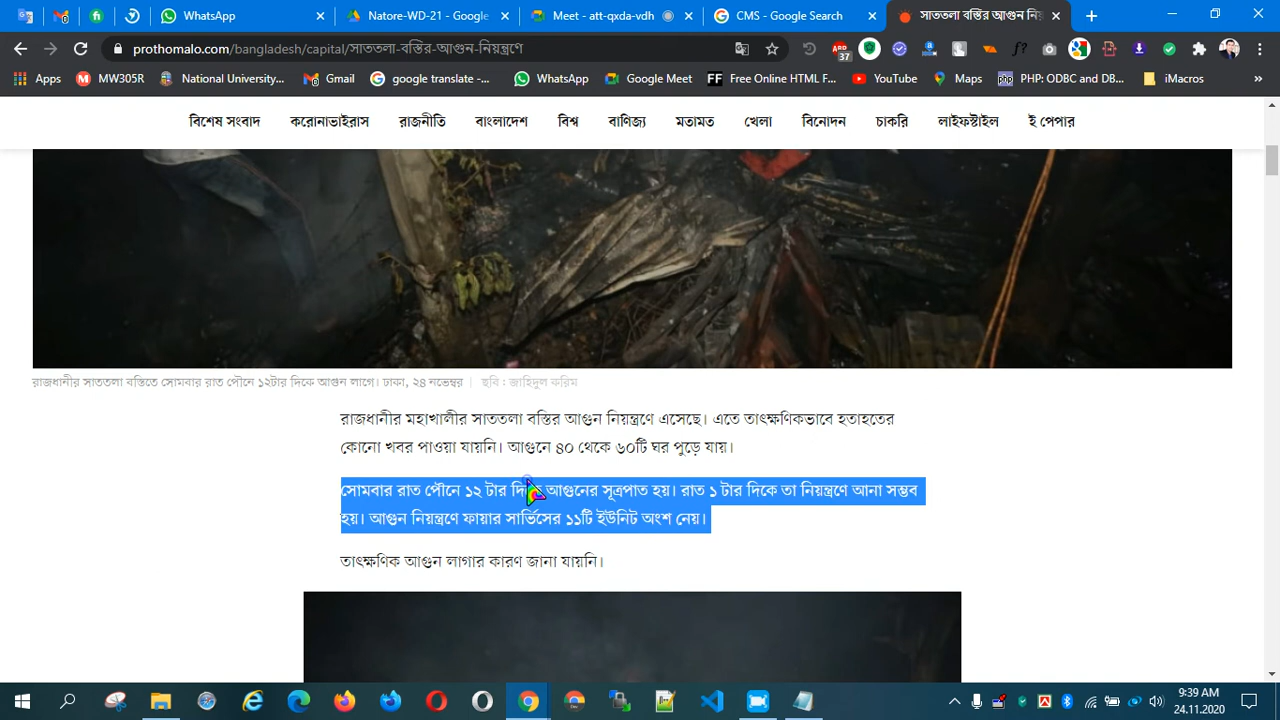 WhatsApp
Natore-WD-21 - Google
Meet - att-qxda-vdh
CMS - Google Search
সাততলা বস্তির আগুন নিয়
prothomalo.com/bangladesh/capital/সাততলা-বস্তির-আগুন-নিয়ন্ত্রণে
37
Apps
MW305R
National University...
Gmail
google translate -...
WhatsApp
Google Meet
Free Online HTML F...
YouTube
Maps
PHP: ODBC and DB...
iMacros
বিশেষ সংবাদ
করোনাভাইরাস
রাজনীতি
বাংলাদেশ
বিশ্ব
বাণিজ্য
মতামত
খেলা
বিনোদন
চাকরি
লাইফস্টাইল
ই পেপার
রাজধানীর সাততলা বস্তিতে সোমবার রাত পৌনে ১২টার দিকে আগুন লাগে। ঢাকা, ২৪ নভেম্বর | ছবি : জাহিদুল করিম
রাজধানীর মহাখালীর সাততলা বস্তির আগুন নিয়ন্ত্রণে এসেছে। এতে তাৎক্ষণিকভাবে হতাহতের
কোনো খবর পাওয়া যায়নি। আগুনে ৪০ থেকে ৬০টি ঘর পুড়ে যায়।
সোমবার রাত পৌনে ১২ টার আগুনের সূত্রপাত হয়। রাত ১ টার দিকে তা নিয়ন্ত্রণে আনা সম্ভব
হয়। আগুন নিয়ন্ত্রণে ফায়ার সার্ভিসের ১১টি ইউনিট অংশ নেয়।
তাৎক্ষণিক আগুন লাগার কারণ জানা যায়নি।
9:39 AM
24.11.2020